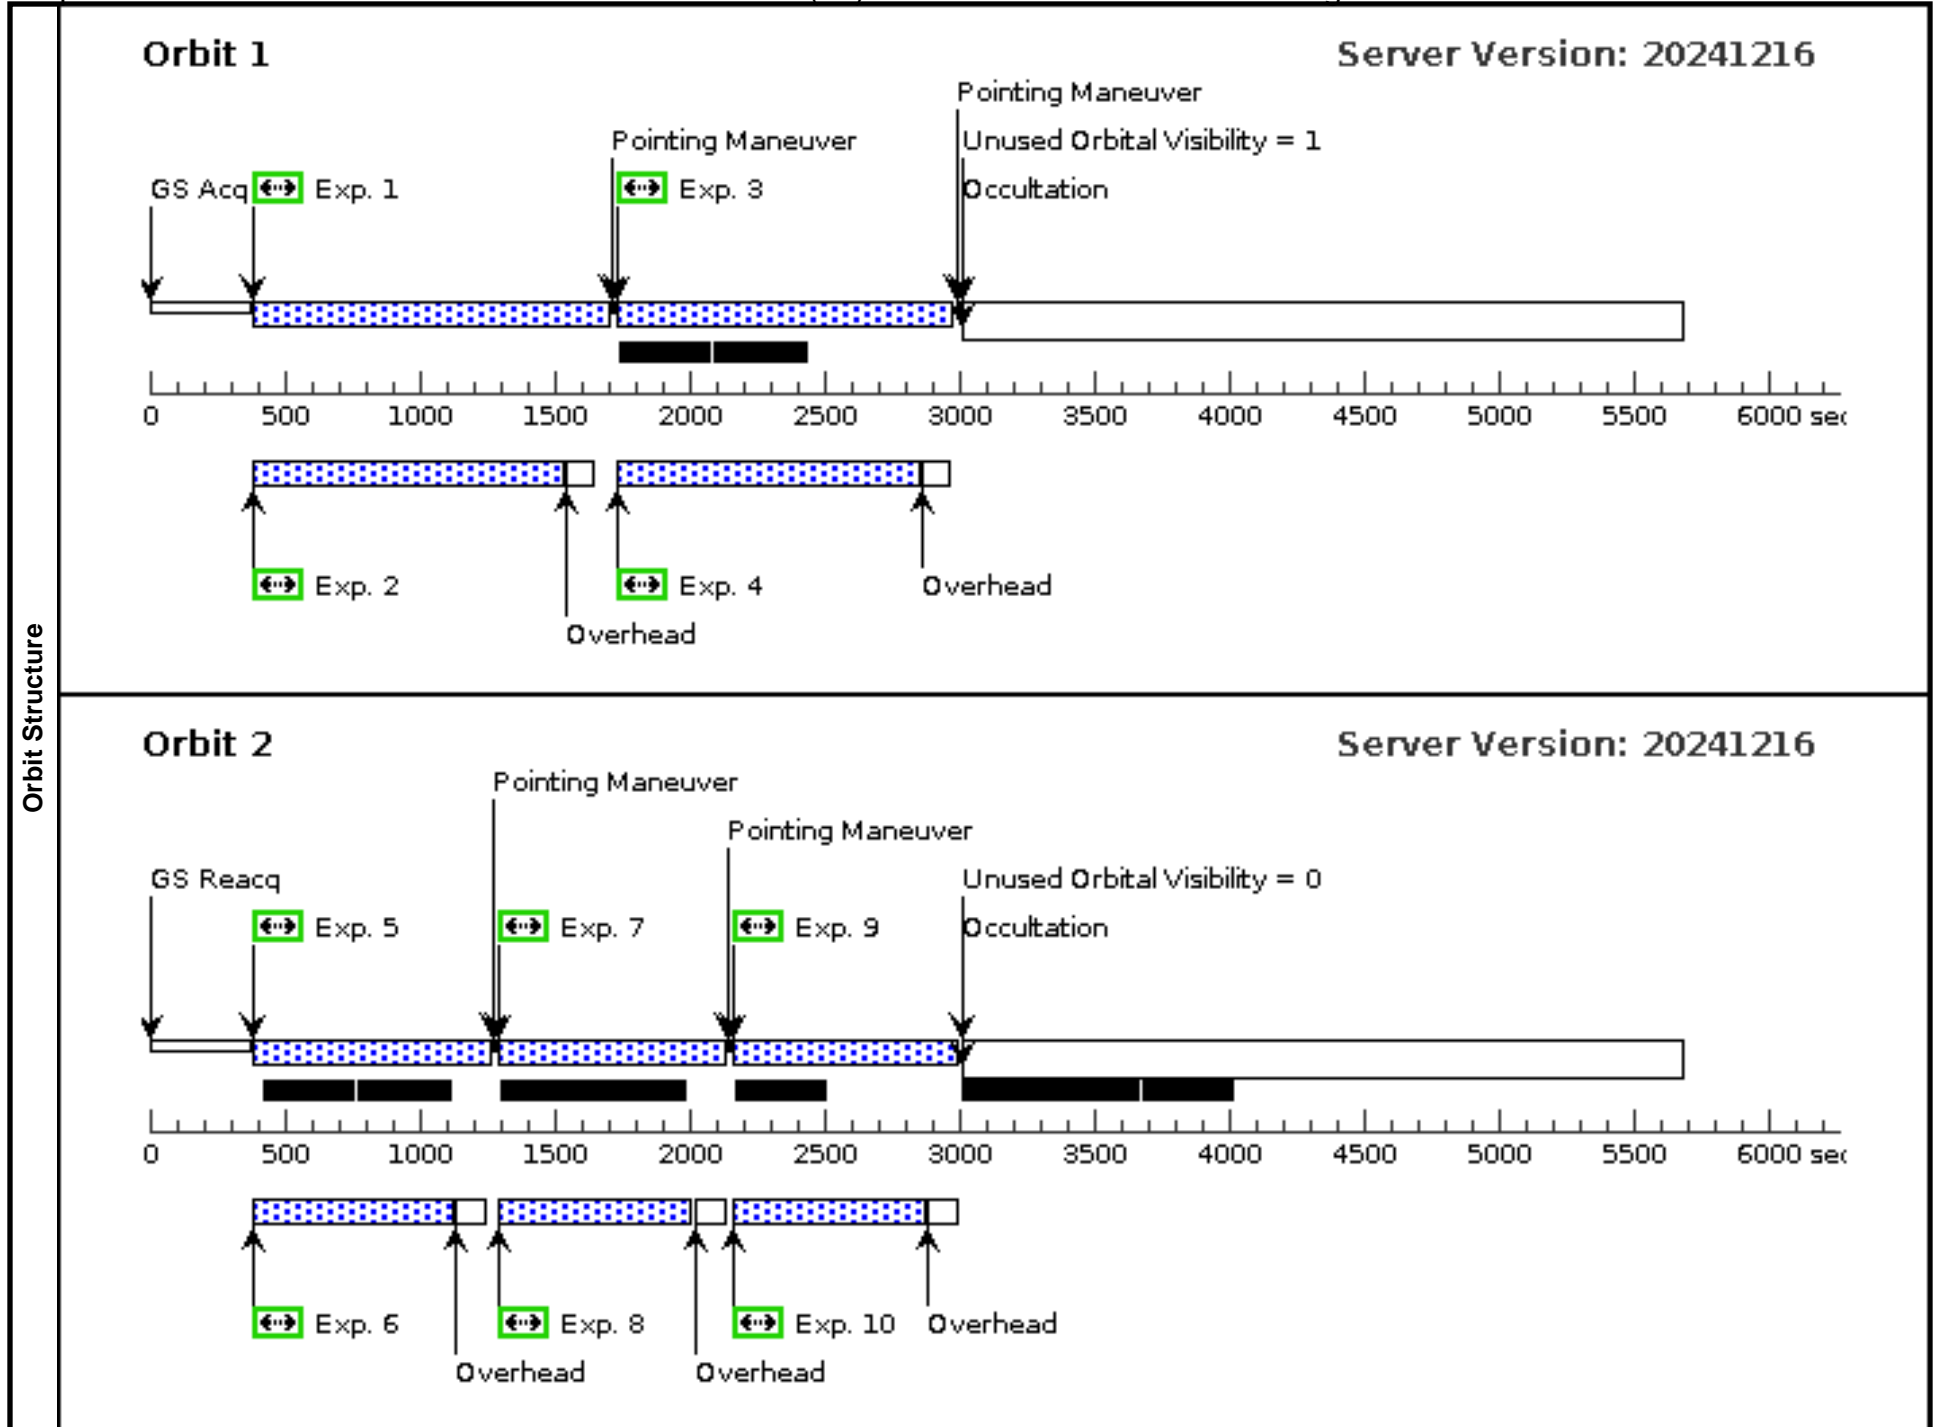 Orbit Structure
Orbit 1
Server Version: 20241216
Pointing Maneuver
Pointing Maneuver
Unused Orbital Visibility = 1
GS Acq
Exp. 1
Exp. 3
Occultation
0 500 1000 1500 2000 2500 3000 3500 4000 4500 5000 5500 6000 sec
Exp. 2
Exp. 4
Overhead
Overhead
Orbit 2
Server Version: 20241216
Pointing Maneuver
Pointing Maneuver
GS Reacq
Unused Orbital Visibility = 0
Exp. 5
Exp. 7
Exp. 9
Occultation
0 500 1000 1500 2000 2500 3000 3500 4000 4500 5000 5500 6000 sec
Exp. 6
Exp. 8
Exp. 10
Overhead
Overhead
Overhead